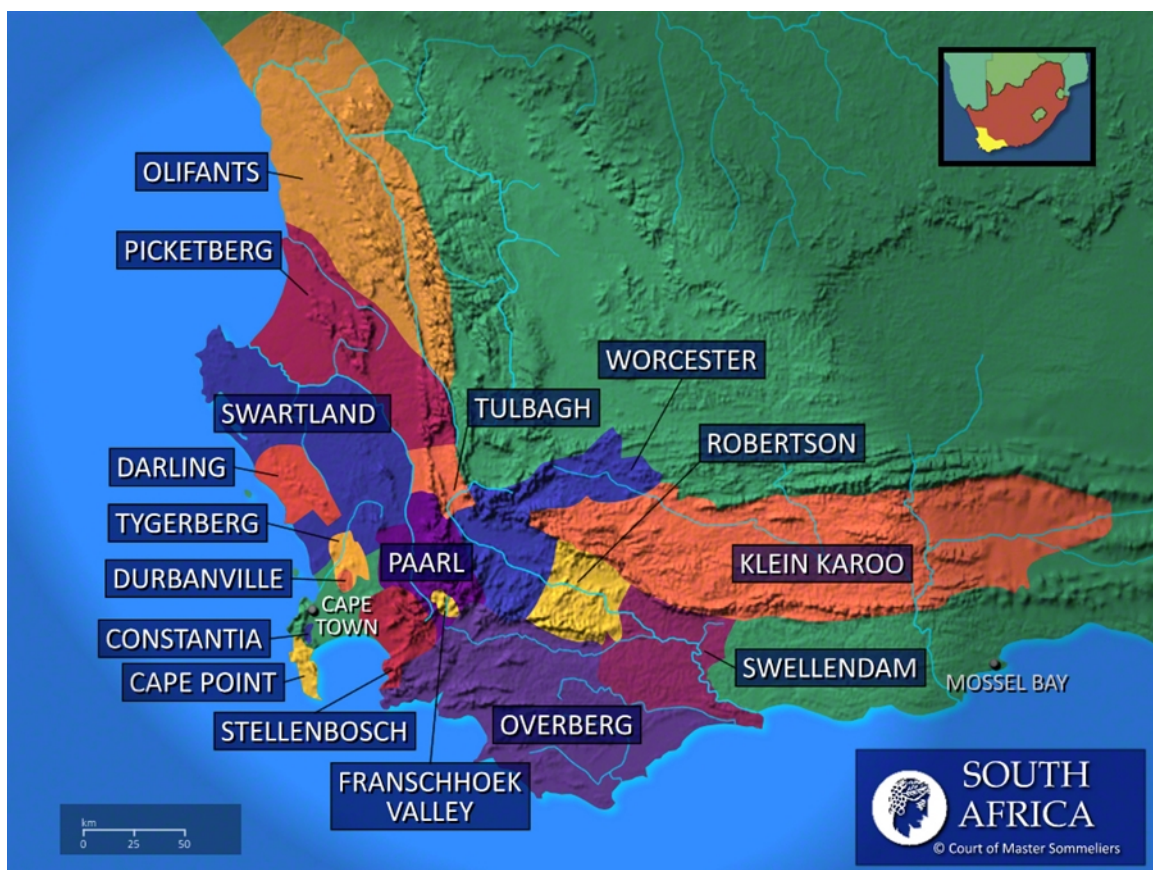 OLIFANTS
PICKETBERG
WORCESTER
SWARTLAND
TULBAGH
ROBERTSON
DARLING
TYGERBERG
PAARL
KLEIN KAROO
DURBANVILLE
CAPE
TOWN
CONSTANTIA
SWELLENDAM
CAPE POINT
MOSSEL BAY
STELLENBOSCH
OVERBERG
FRANSCHHOEK
VALLEY
km
0 25 50
SOUTH
AFRICA
© Court of Master Sommeliers